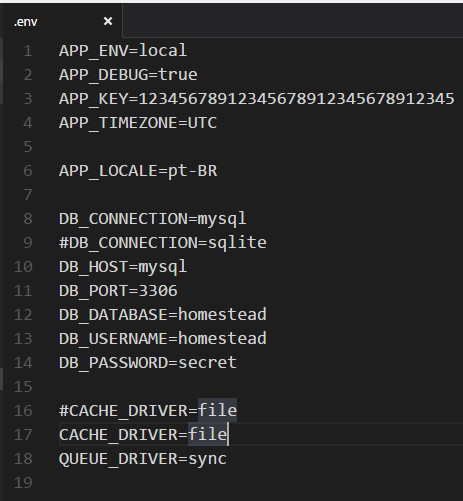 .env ×
1 APP_ENV=local
2 APP_DEBUG=true
3 APP_KEY=12345678912345678912345678912345
4 APP_TIMEZONE=UTC
5
6 APP_LOCALE=pt-BR
7
8 DB_CONNECTION=mysql
9 #DB_CONNECTION=sqlite
10 DB_HOST=mysql
11 DB_PORT=3306
12 DB_DATABASE=homestead
13 DB_USERNAME=homestead
14 DB_PASSWORD=secret
15
16 #CACHE_DRIVER=file
17 CACHE_DRIVER=file
18 QUEUE_DRIVER=sync
19